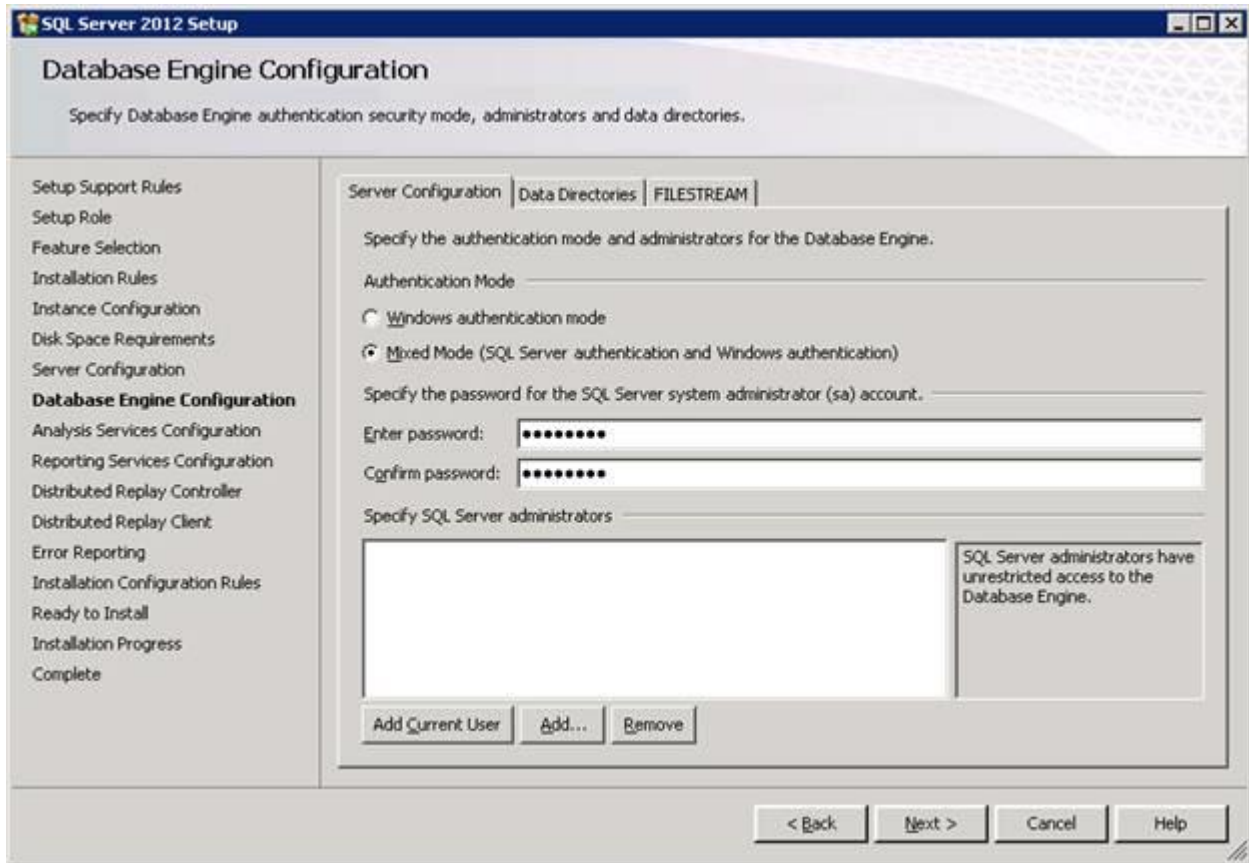 SQL Server 2012 Setup
Database Engine Configuration
Specify Database Engine authentication security mode, administrators and data directories.
Setup Support Rules
Setup Role
Feature Selection
Installation Rules
Instance Configuration
Disk Space Requirements
Server Configuration
Database Engine Configuration
Analysis Services Configuration
Reporting Services Configuration
Distributed Replay Controller
Distributed Replay Client
Error Reporting
Installation Configuration Rules
Ready to Install
Installation Progress
Complete
Server Configuration Data Directories FILESTREAM
Specify the authentication mode and administrators for the Database Engine.
Authentication Mode
Windows authentication mode
Mixed Mode (SQL Server authentication and Windows authentication)
Specify the password for the SQL Server system administrator (sa) account.
Enter password: ●●●●●●●●
Confirm password: ●●●●●●●●
Specify SQL Server administrators
SQL Server administrators have
unrestricted access to the
Database Engine.
Add Current User Add... Remove
< Back Next > Cancel Help